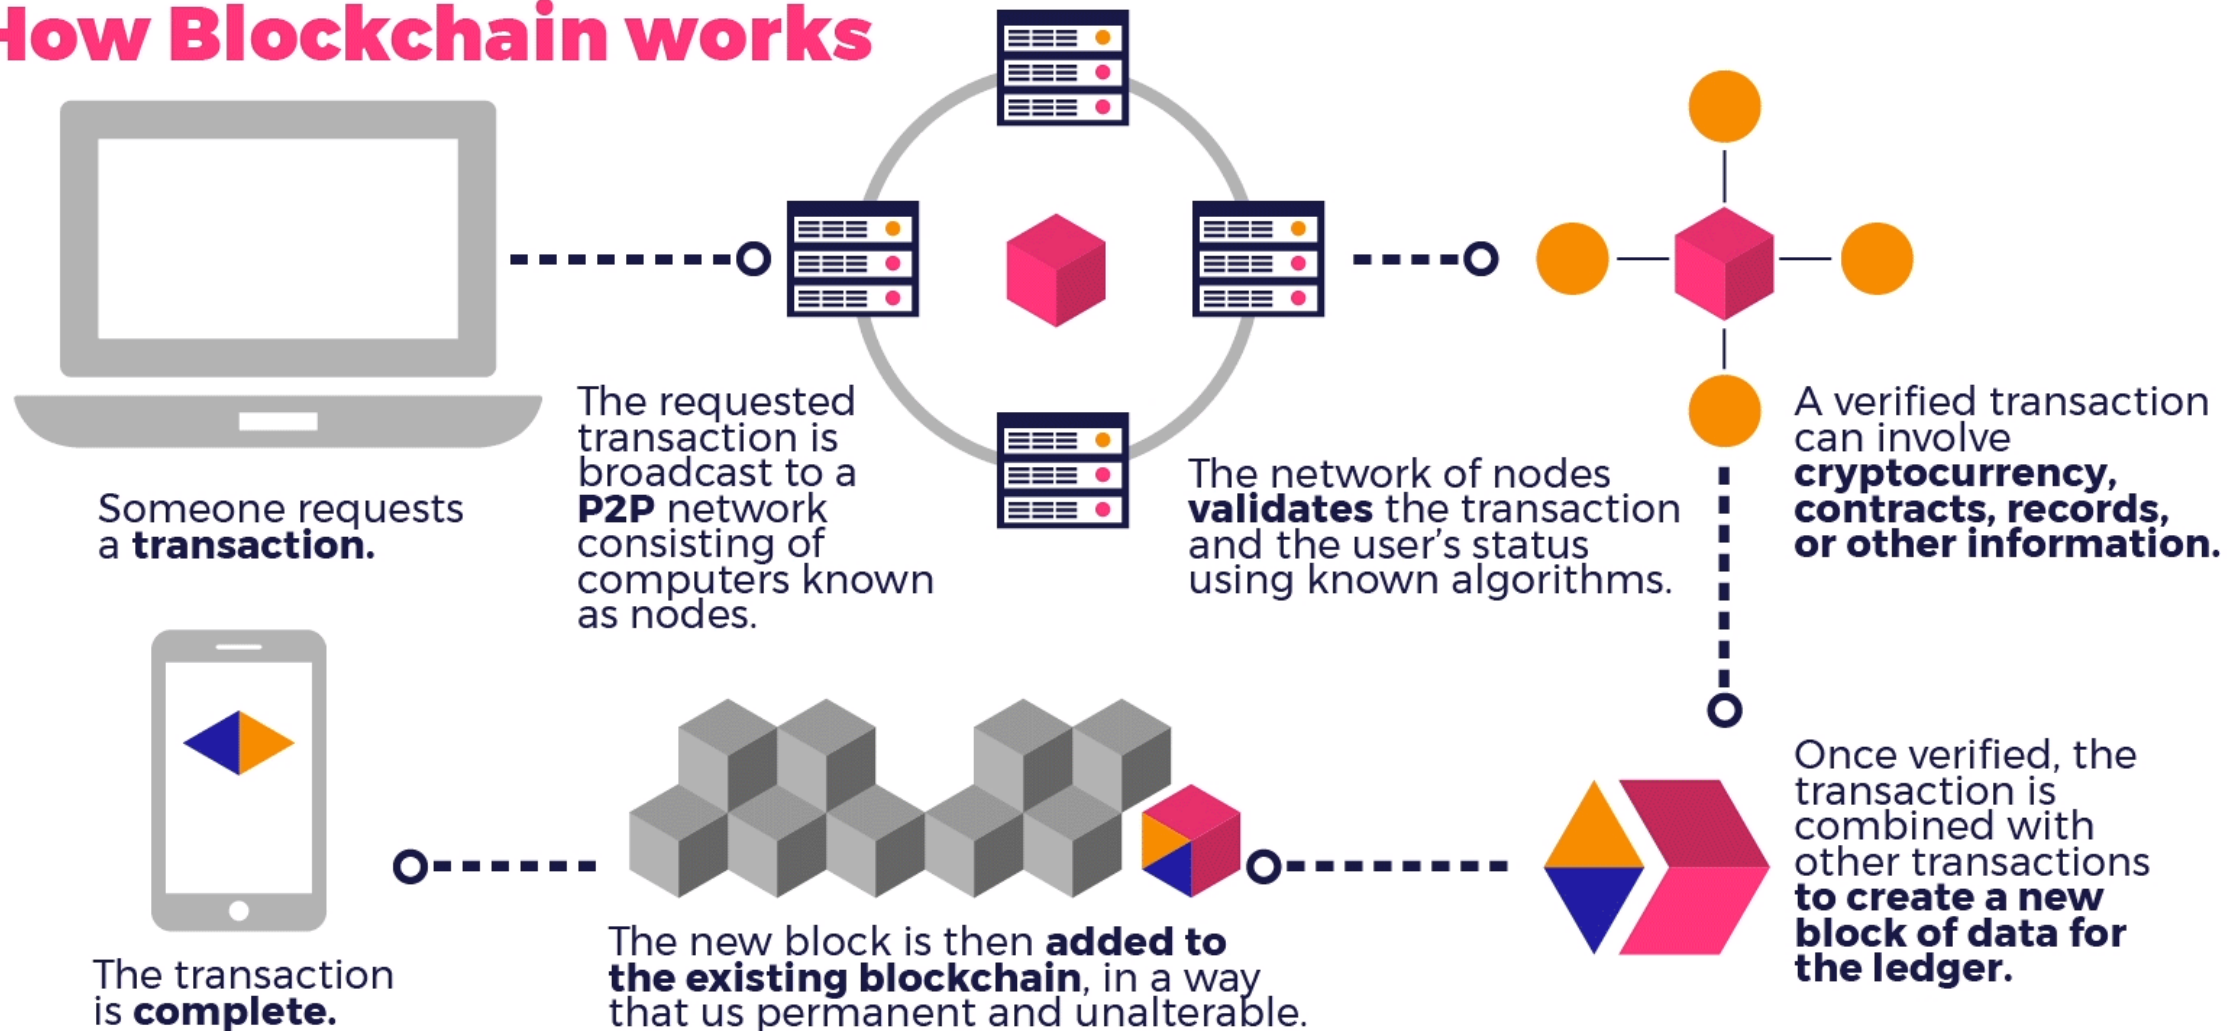 How Blockchain works
Someone requests
a transaction.
The requested
transaction is
broadcast to a
P2P network
consisting of
computers known
as nodes.
The network of nodes
validates the transaction
and the user's status
using known algorithms.
A verified transaction
can involve
cryptocurrency,
contracts, records,
or other information.
Once verified, the
transaction is
combined with
other transactions
to create a new
block of data for
the ledger.
The new block is then added to
the existing blockchain, in a way
that us permanent and unalterable.
The transaction
is complete.